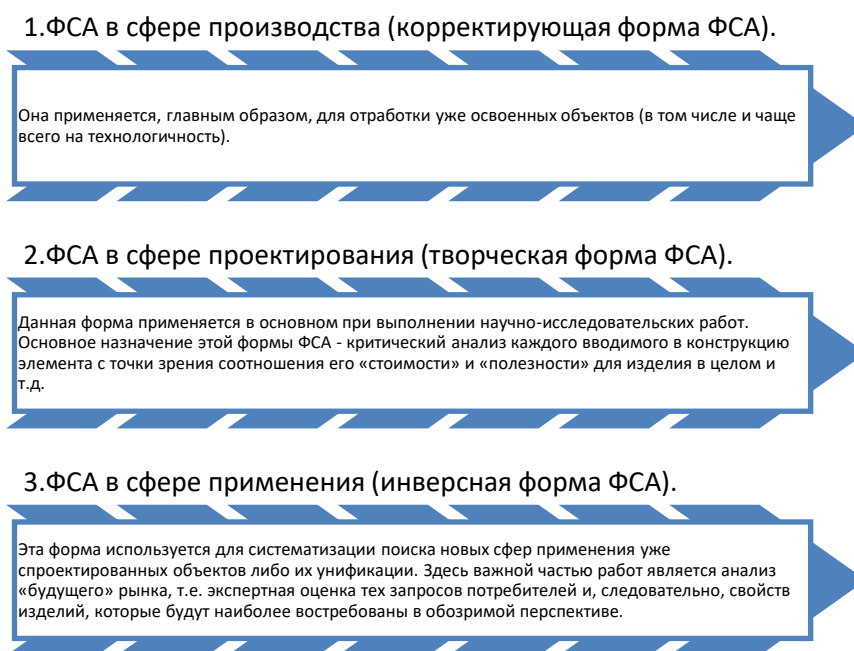 1.ФСА в сфере производства (корректирующая форма ФСА).
Она применяется, главным образом, для отработки уже освоенных объектов (в том числе и чаще
всего на технологичность).
2.ФСА в сфере проектирования (творческая форма ФСА).
Данная форма применяется в основном при выполнении научно-исследовательских работ.
Основное назначение этой формы ФСА - критический анализ каждого вводимого в конструкцию
элемента с точки зрения соотношения его «стоимости» и «полезности» для изделия в целом и
т.д.
3.ФСА в сфере применения (инверсная форма ФСА).
Эта форма используется для систематизации поиска новых сфер применения уже
спроектированных объектов либо их унификации. Здесь важной частью работ является анализ
«будущего» рынка, т.е. экспертная оценка тех запросов потребителей и, следовательно, свойств
изделий, которые будут наиболее востребованы в обозримой перспективе.